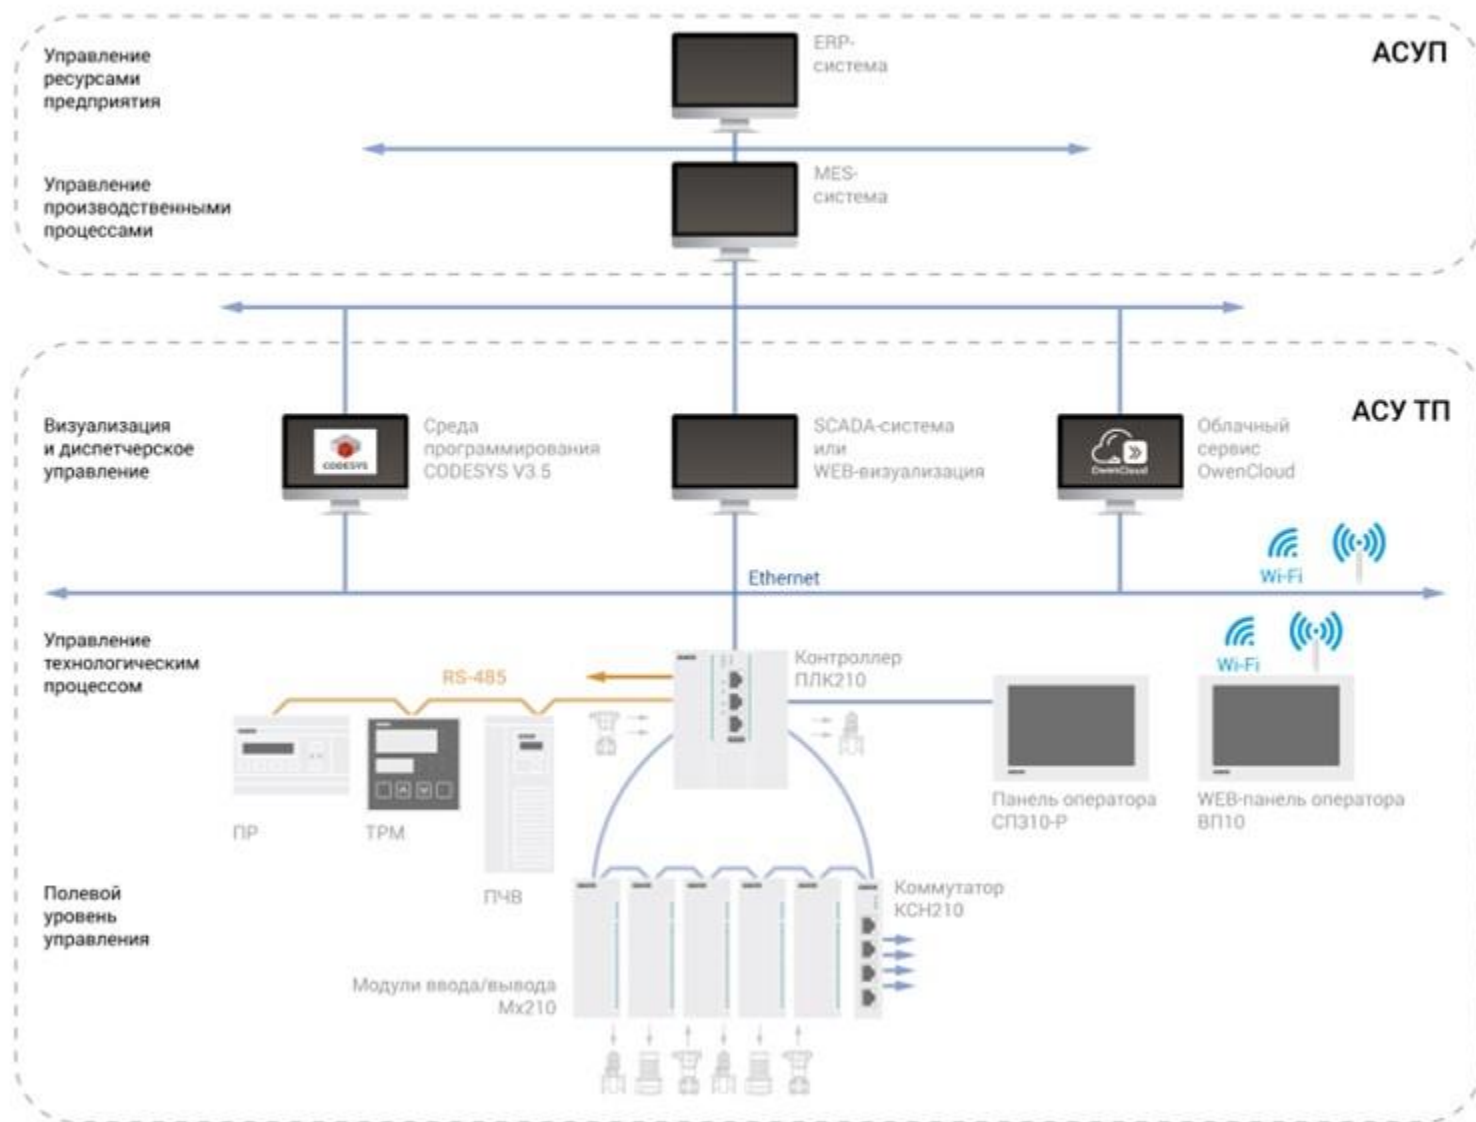 Управление
ресурсами
предприятия
ERP-
система
АСУП
Управление
производственными
процессами
MES-
система
Визуализация
и диспетчерское
управление
CODESYS
Среда
программирования
CODESYS V3.5
SCADA-система
или
WEB-визуализация
OwenCloud
Облачный
сервис
OwenCloud
АСУ ТП
Wi-Fi
Ethernet
Управление
технологическим
процессом
RS-485
Контроллер
ПЛК210
Wi-Fi
ПР
ТРМ
ПЧВ
Панель оператора
СП310-Р
WEB-панель оператора
ВП10
Полевой
уровень
управления
Коммутатор
КСН210
Модули ввода/вывода
Мх210